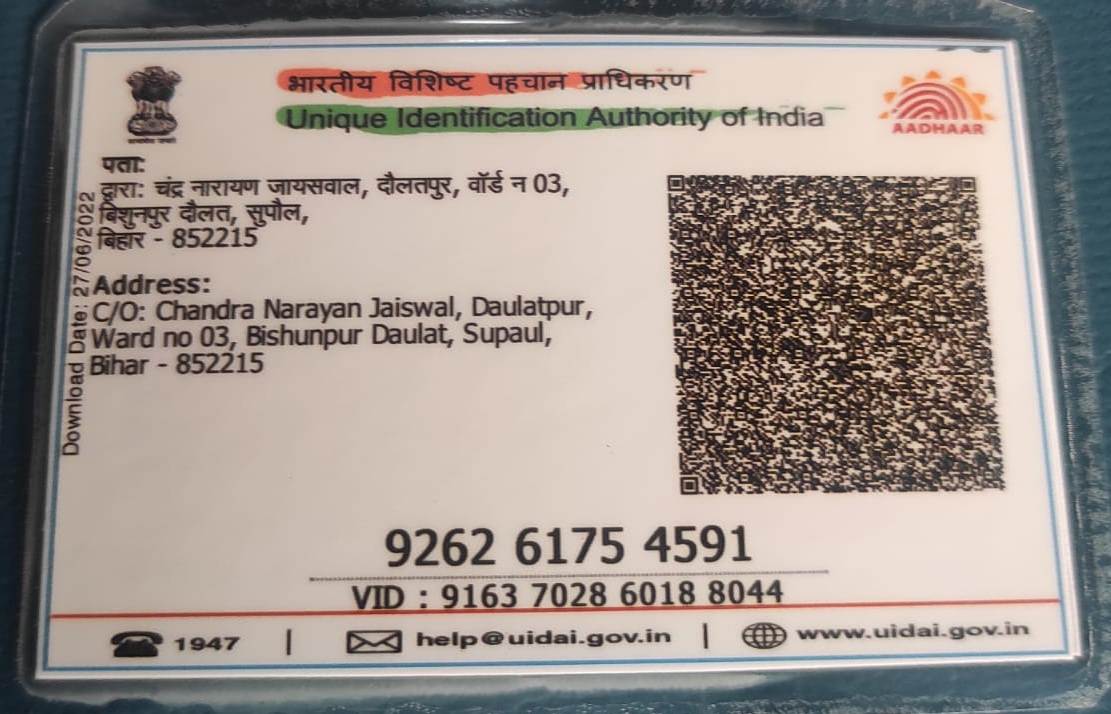 भारतीय विशिष्ट पहचान प्राधिकरण
Unique Identification Authority of India
AADHAAR
पता:
द्वारा: चंद्र नारायण जायसवाल, दौलतपुर, वॉर्ड न 03,
बिशुनपुर दौलत, सुपौल,
बिहार - 852215
Address:
C/O: Chandra Narayan Jaiswal, Daulatpur,
Ward no 03, Bishunpur Daulat, Supaul,
Bihar - 852215
Download Date: 27/06/2022
9262 6175 4591
VID : 9163 7028 6018 8044
1947 | help@uidai.gov.in | www.uidai.gov.in